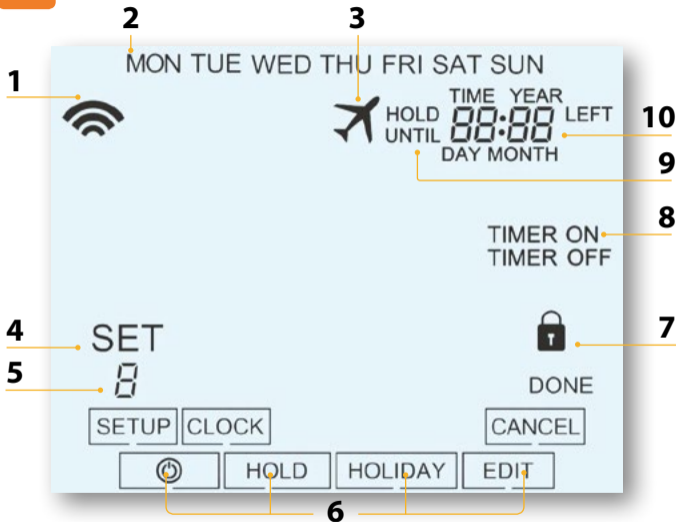 2 3
MON TUE WED THU FRI SAT SUN
1
TIME YEAR
HOLD 88:88 LEFT 10
UNTIL
DAY MONTH
9
8
TIMER ON
TIMER OFF
4 SET 7
5 8
DONE
SETUP CLOCK CANCEL
HOLD HOLIDAY EDIT
6